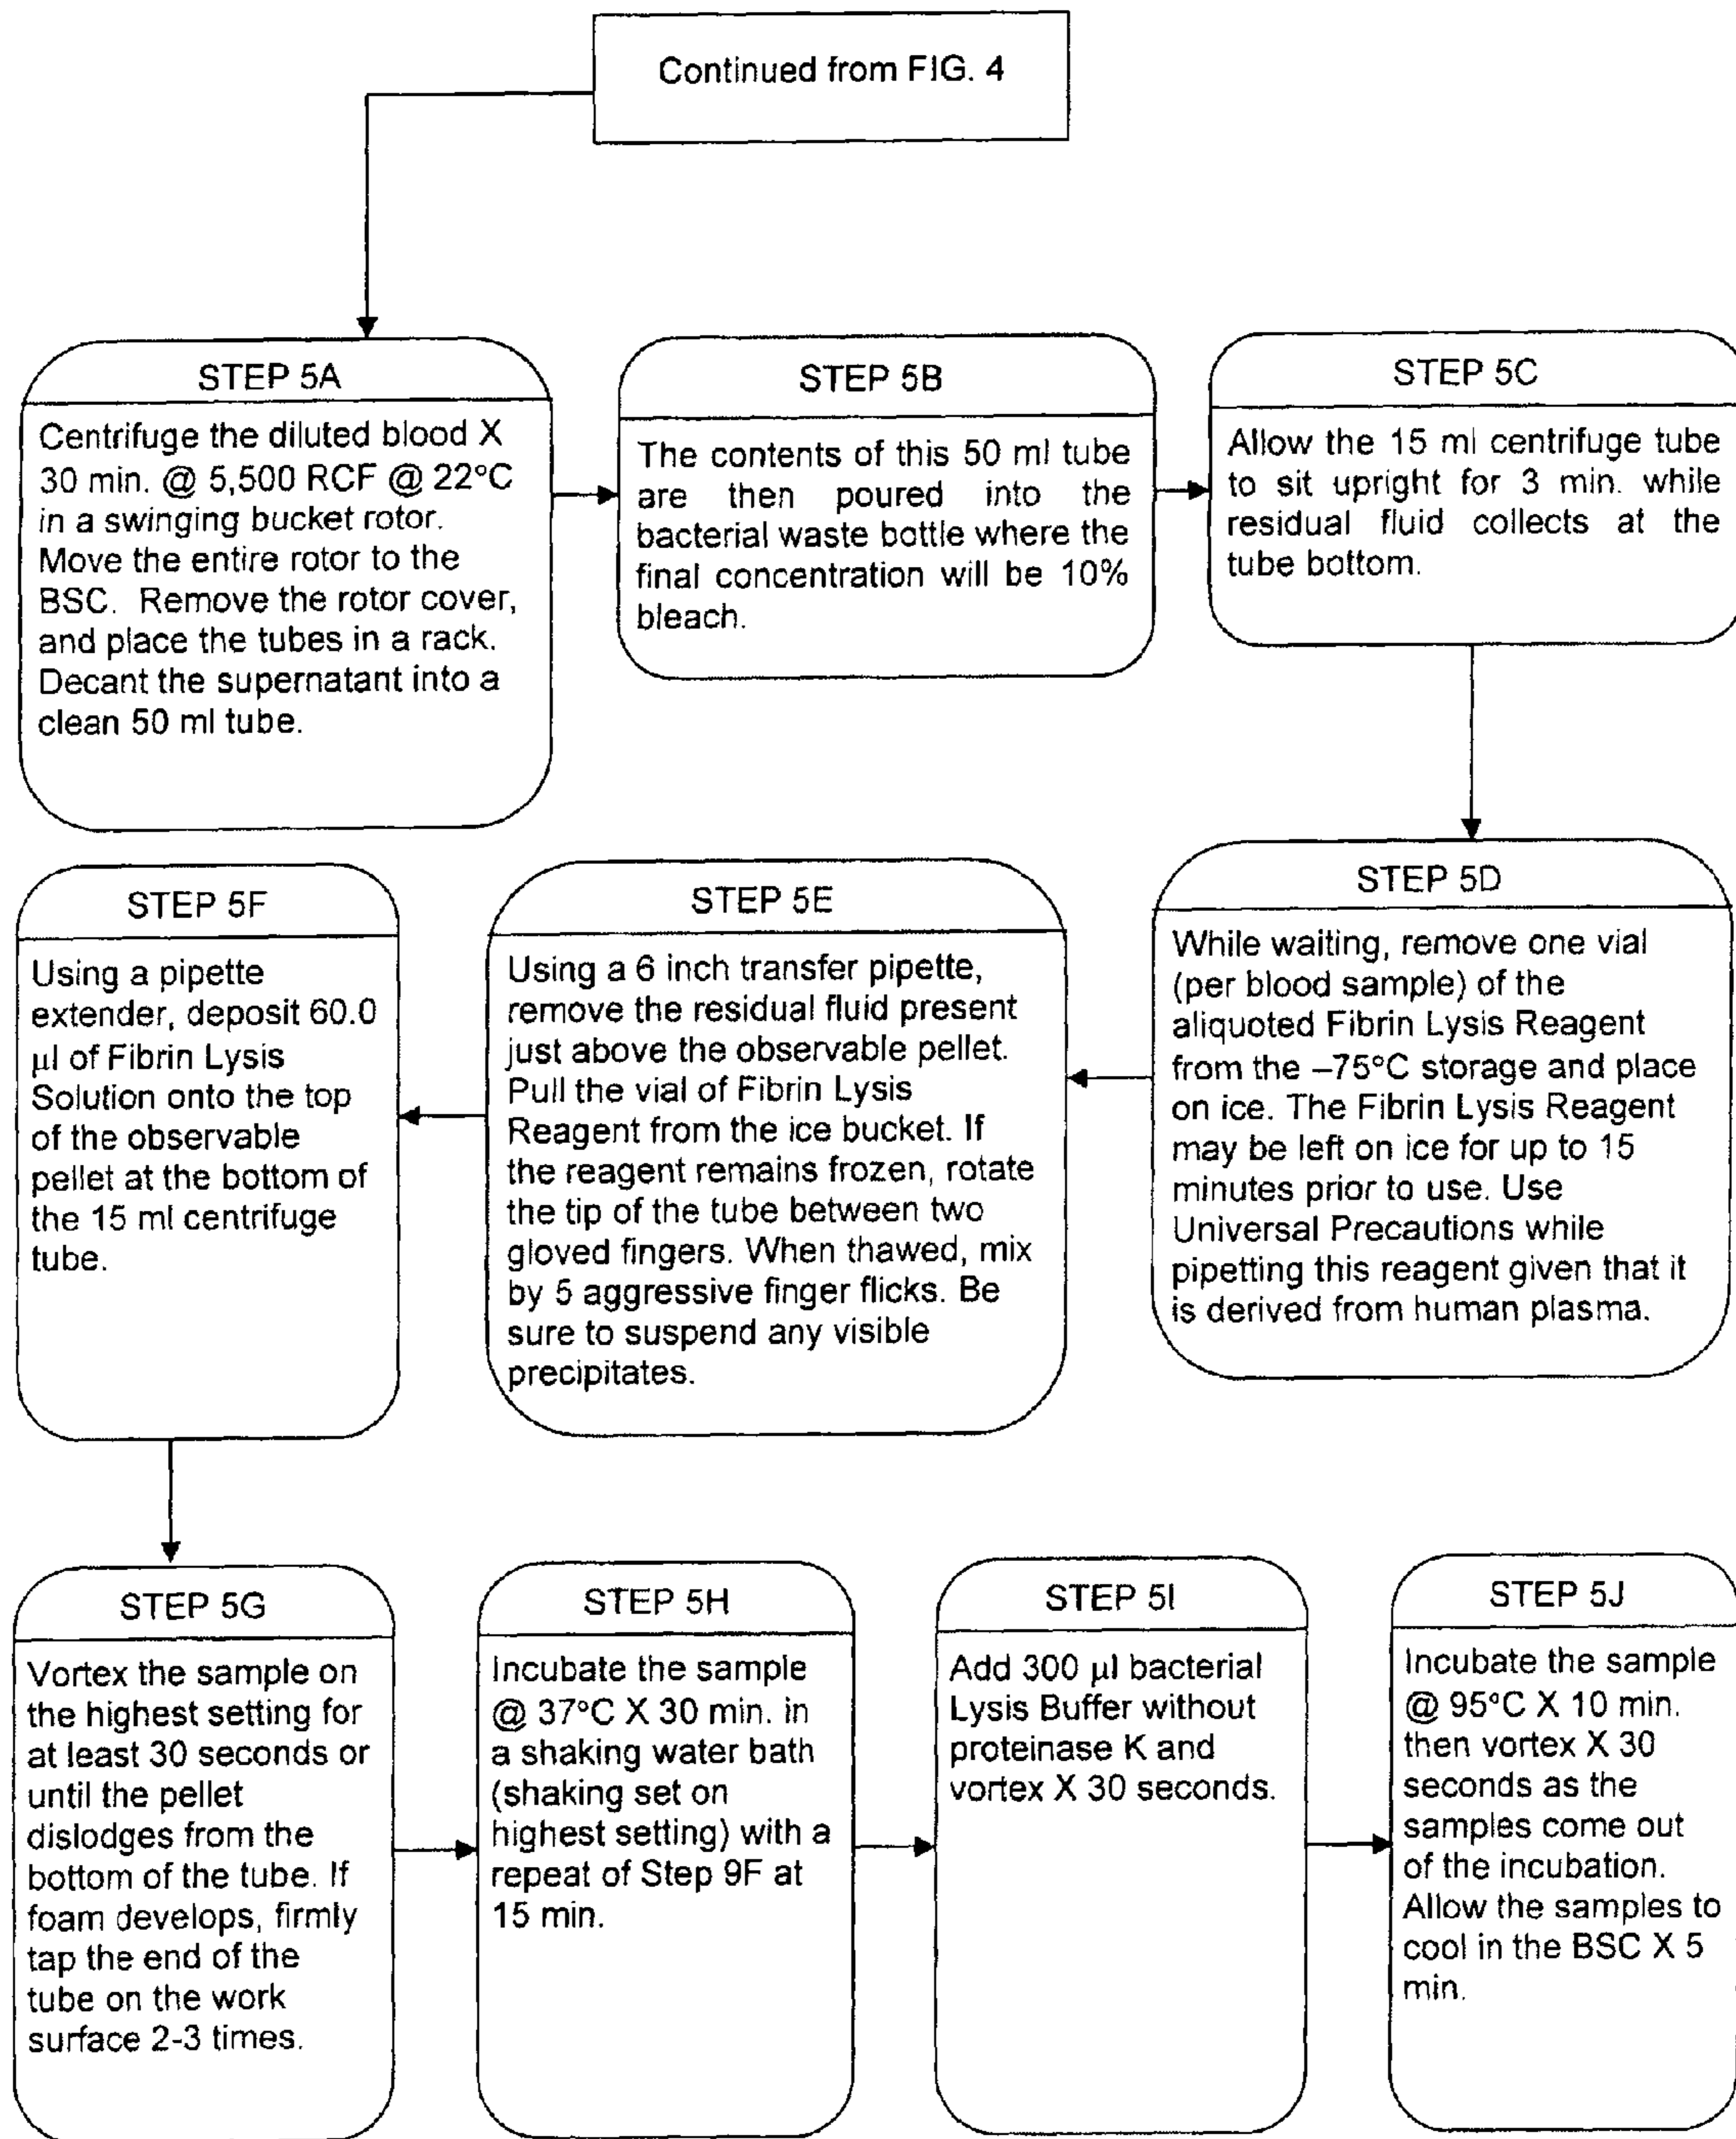 Continued from FIG. 4
STEP 5A
Centrifuge the diluted blood X
30 min. @ 5,500 RCF @ 22°C
in a swinging bucket rotor.
Move the entire rotor to the
BSC. Remove the rotor cover,
and place the tubes in a rack.
Decant the supernatant into a
clean 50 ml tube.
STEP 5B
The contents of this 50 ml tube
are then poured into the
bacterial waste bottle where the
final concentration will be 10%
bleach.
STEP 5C
Allow the 15 ml centrifuge tube
to sit upright for 3 min. while
residual fluid collects at the
tube bottom.
STEP 5D
While waiting, remove one vial
(per blood sample) of the
aliquoted Fibrin Lysis Reagent
from the –75°C storage and place
on ice. The Fibrin Lysis Reagent
may be left on ice for up to 15
minutes prior to use. Use
Universal Precautions while
pipetting this reagent given that it
is derived from human plasma.
STEP 5E
Using a 6 inch transfer pipette,
remove the residual fluid present
just above the observable pellet.
Pull the vial of Fibrin Lysis
Reagent from the ice bucket. If
the reagent remains frozen, rotate
the tip of the tube between two
gloved fingers. When thawed, mix
by 5 aggressive finger flicks. Be
sure to suspend any visible
precipitates.
STEP 5F
Using a pipette
extender, deposit 60.0
µl of Fibrin Lysis
Solution onto the top
of the observable
pellet at the bottom of
the 15 ml centrifuge
tube.
STEP 5G
Vortex the sample on
the highest setting for
at least 30 seconds or
until the pellet
dislodges from the
bottom of the tube. If
foam develops, firmly
tap the end of the
tube on the work
surface 2-3 times.
STEP 5H
Incubate the sample
@ 37°C X 30 min. in
a shaking water bath
(shaking set on
highest setting) with a
repeat of Step 9F at
15 min.
STEP 5I
Add 300 µl bacterial
Lysis Buffer without
proteinase K and
vortex X 30 seconds.
STEP 5J
Incubate the sample
@ 95°C X 10 min.
then vortex X 30
seconds as the
samples come out
of the incubation.
Allow the samples to
cool in the BSC X 5
min.